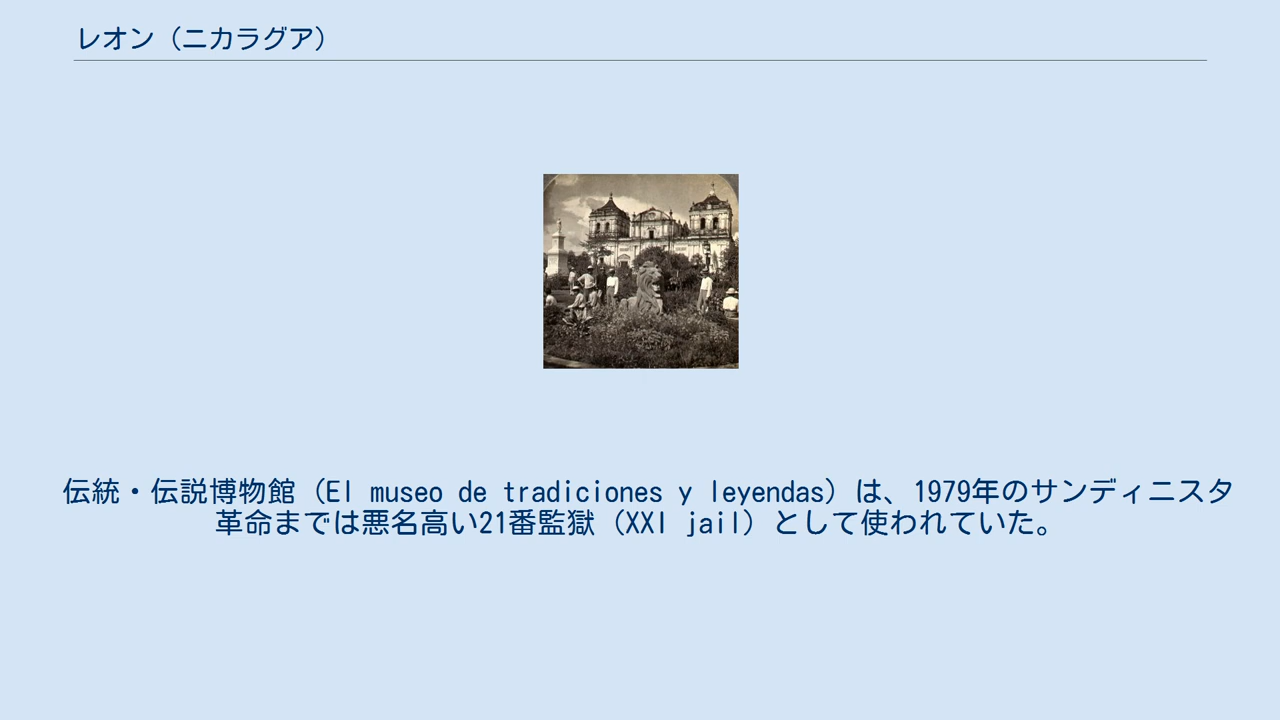 レオン（ニカラグア）
伝統・伝説博物館（El museo de tradiciones y leyendas）は、1979年のサンディニスタ
革命までは悪名高い21番監獄（XXI jail）として使われていた。